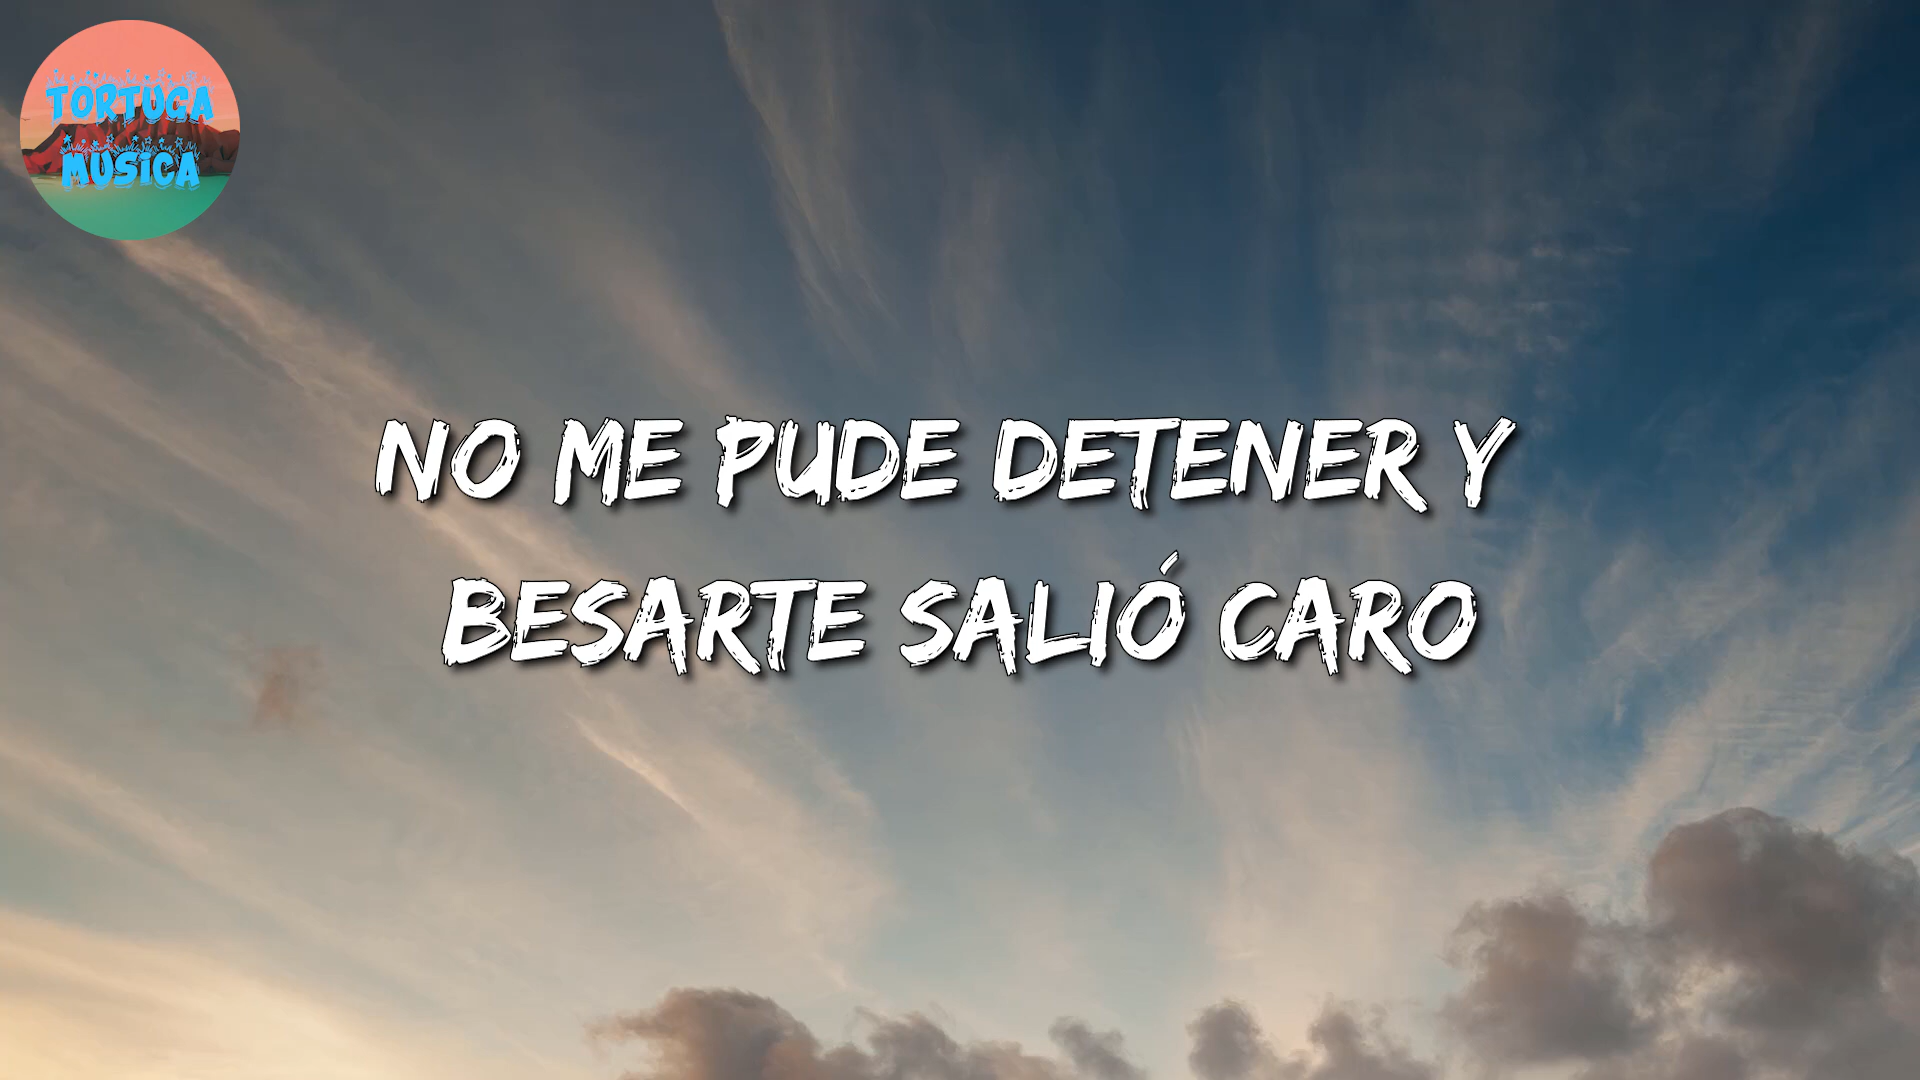 TORTUGA
MUSICA
NO ME PUDE DETENER Y
BESARTE SALIÓ CARO